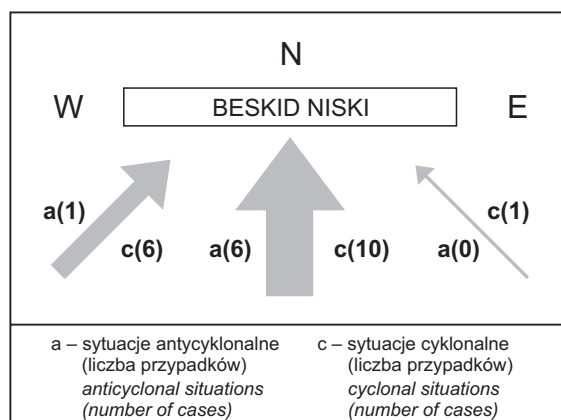 N
W
BESKID NISKI
E
a(1)
c(6)
a(6)
c(10)
a(0)
c(1)
a – sytuacje antycyklonalne
(liczba przypadków)
anticyclonal situations
(number of cases)
c – sytuacje cyklonalne
(liczba przypadków)
cyclonal situations
(number of cases)